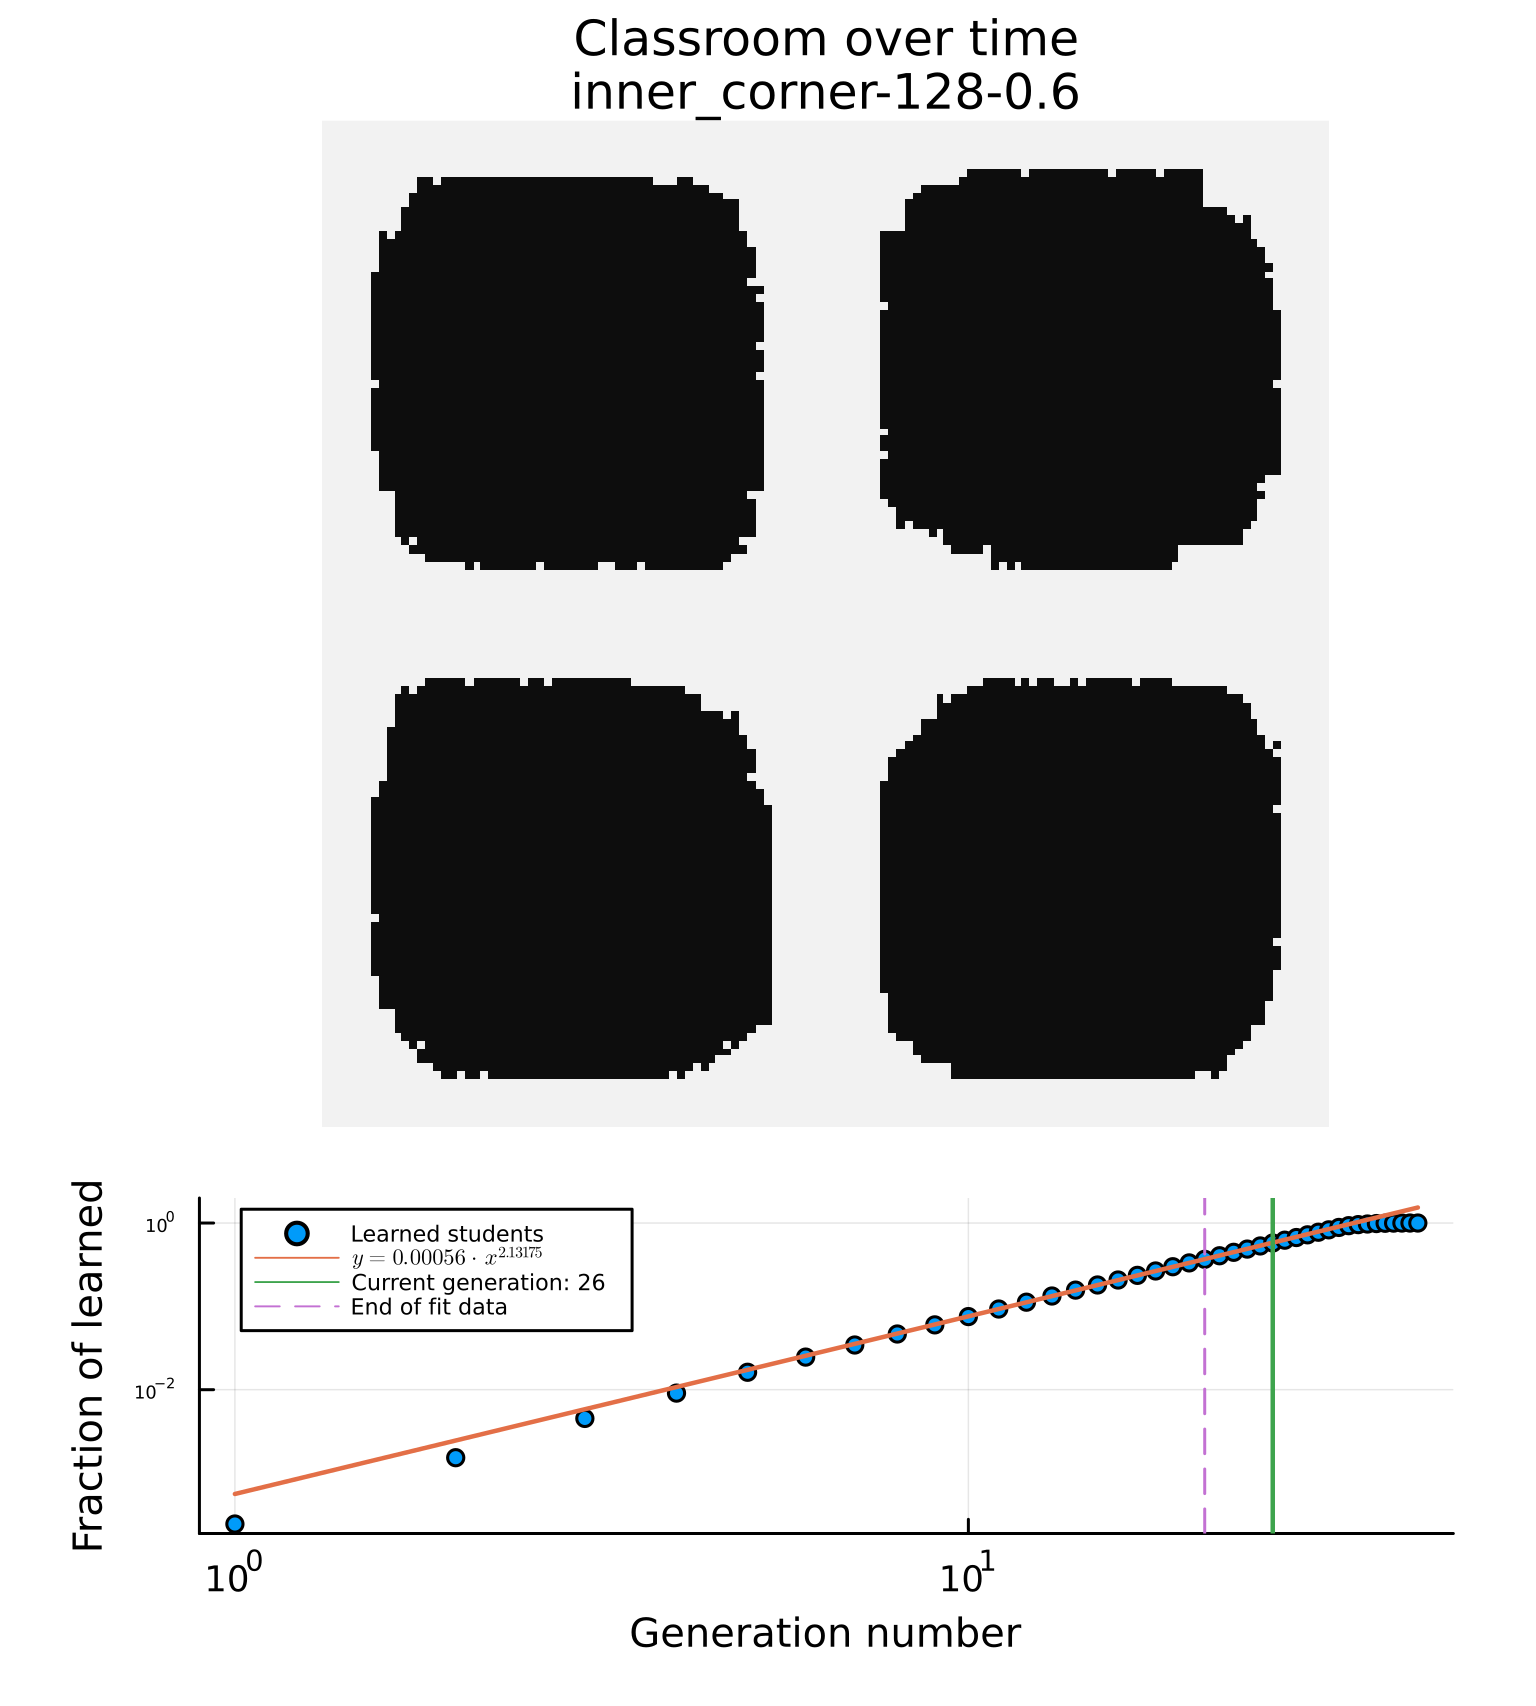 Classroom over time
inner_corner-128-0.6
Fraction of learned
10^0
10^−2
Learned students
y = 0.00056 · x^2.13175
Current generation: 26
End of fit data
10^0
10^1
Generation number